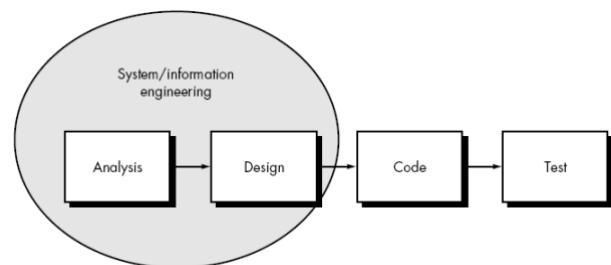 System/information
engineering
Analysis
Design
Code
Test